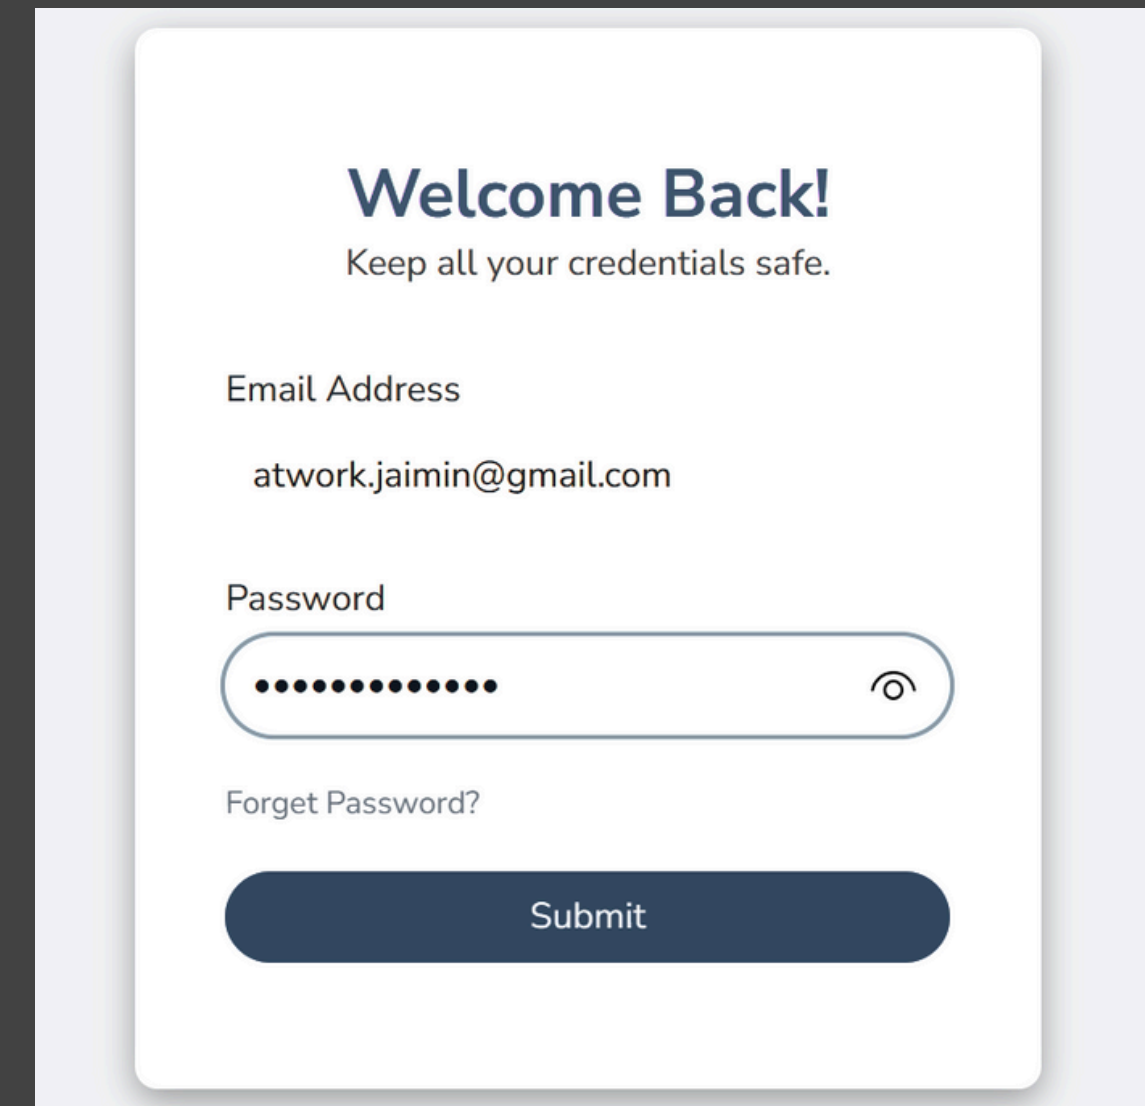 Welcome Back!
Keep all your credentials safe.
Email Address
atwork.jaimin@gmail.com
Password
•••••••••••••
Forget Password?
Submit